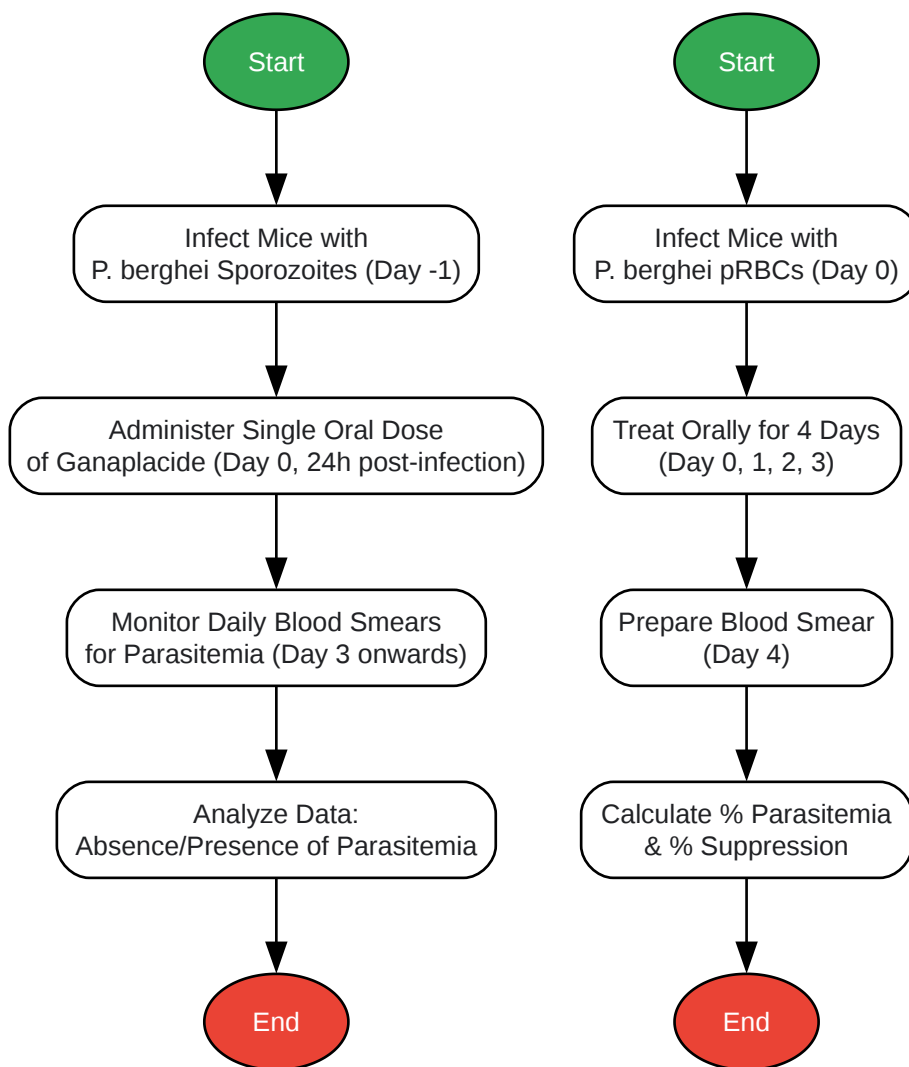 Start
Infect Mice with
P. berghei Sporozoites (Day -1)
Administer Single Oral Dose
of Ganaplacide (Day 0, 24h post-infection)
Monitor Daily Blood Smears
for Parasitemia (Day 3 onwards)
Analyze Data:
Absence/Presence of Parasitemia
End
Start
Infect Mice with
P. berghei pRBCs (Day 0)
Treat Orally for 4 Days
(Day 0, 1, 2, 3)
Prepare Blood Smear
(Day 4)
Calculate % Parasitemia
& % Suppression
End